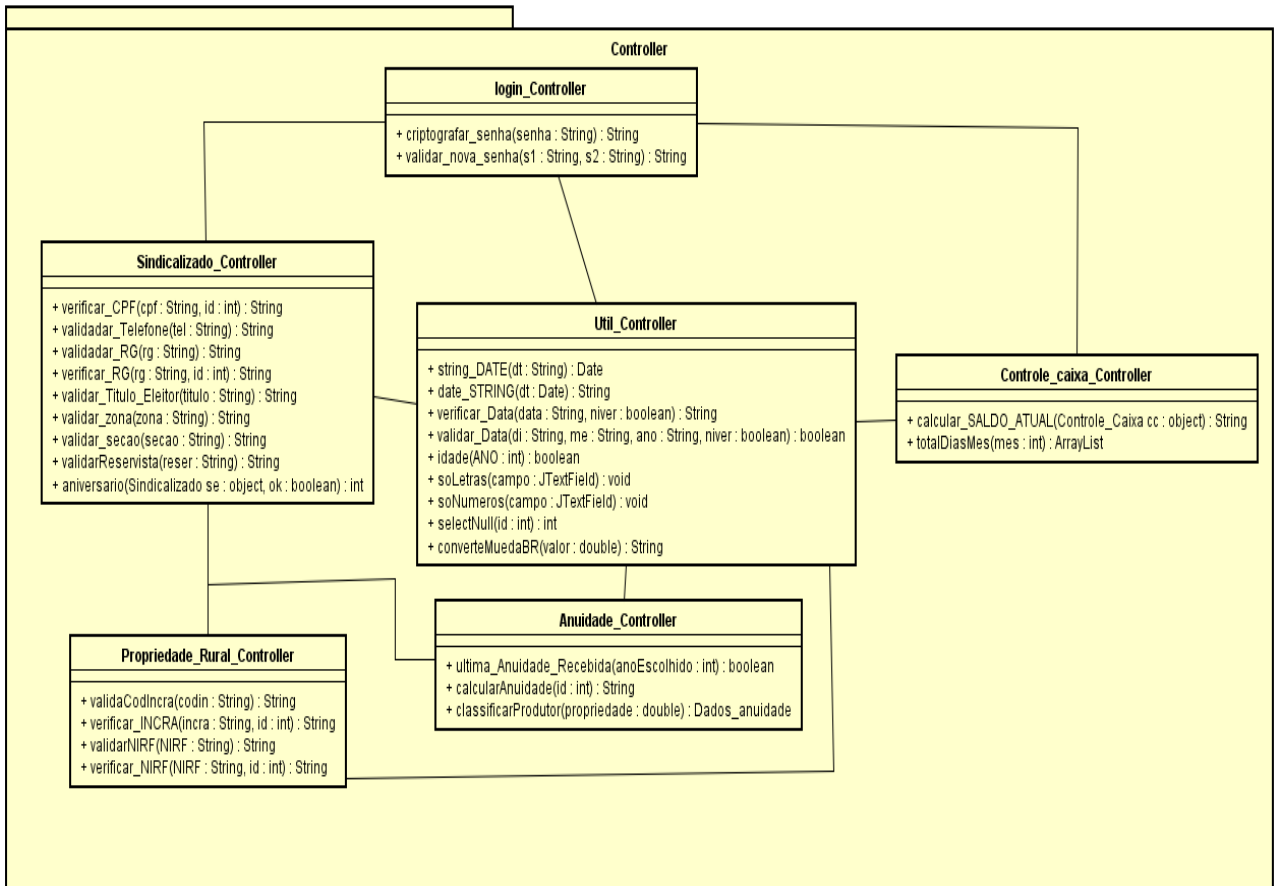 Controller
login_Controller
+ criptografar_senha(senha : String) : String
+ validar_nova_senha(s1 : String, s2 : String) : String
Sindicalizado_Controller
+ verificar_CPF(cpf : String, id : int) : String
+ validadar_Telefone(tel : String) : String
+ validadar_RG(rg : String) : String
+ verificar_RG(rg : String, id : int) : String
+ validar_Titulo_Eleitor(titulo : String) : String
+ validar_zona(zona : String) : String
+ validar_secao(secao : String) : String
+ validarReservista(reser : String) : String
+ aniversario(Sindicalizado se : object, ok : boolean) : int
Util_Controller
+ string_DATE(dt : String) : Date
+ date_STRING(dt : Date) : String
+ verificar_Data(data : String, niver : boolean) : String
+ validar_Data(di : String, me : String, ano : String, niver : boolean) : boolean
+ idade(ANO : int) : boolean
+ soLetras(campo : JTextField) : void
+ soNumeros(campo : JTextField) : void
+ selectNull(id : int) : int
+ converteMuedaBR(valor : double) : String
Controle_caixa_Controller
+ calcular_SALDO_ATUAL(Controle_Caixa cc : object) : String
+ totalDiasMes(mes : int) : ArrayList
Anuidade_Controller
+ ultima_Anuidade_Recebida(anoEscolhido : int) : boolean
+ calcularAnuidade(id : int) : String
+ classificarProdutor(propriedade : double) : Dados_anuidade
Propriedade_Rural_Controller
+ validaCodIncra(codin : String) : String
+ verificar_INCRA(incra : String, id : int) : String
+ validarNIRF(NIRF : String) : String
+ verificar_NIRF(NIRF : String, id : int) : String